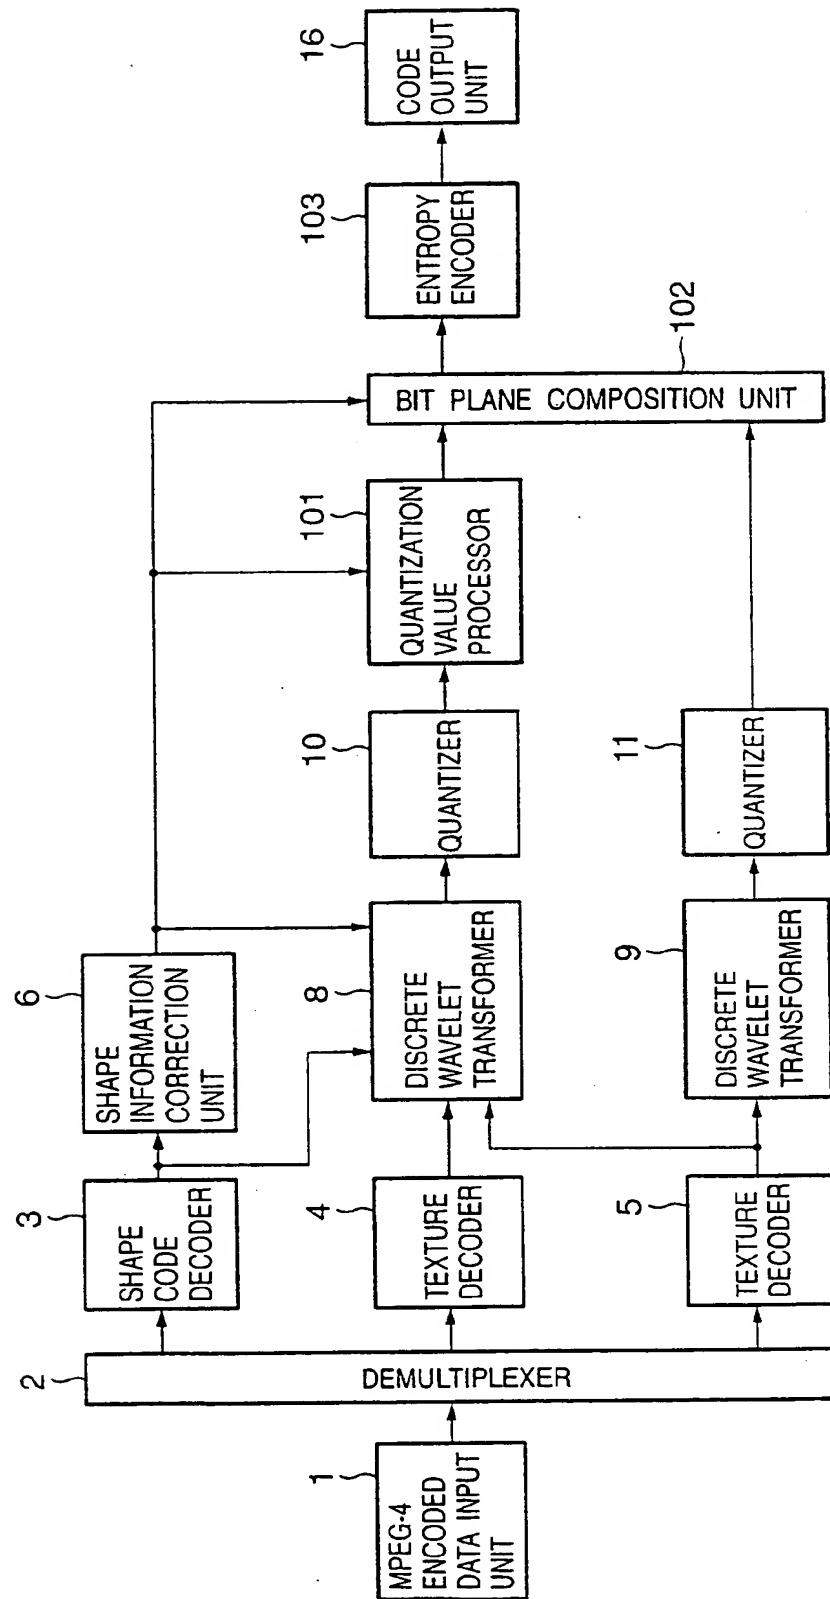 1
MPEG-4
ENCODED
DATA INPUT
UNIT
2
DEMULTIPLEXER
3
SHAPE
CODE
DECODER
4
TEXTURE
DECODER
5
TEXTURE
DECODER
6
SHAPE
INFORMATION
CORRECTION
UNIT
8
DISCRETE
WAVELET
TRANSFORMER
9
DISCRETE
WAVELET
TRANSFORMER
10
QUANTIZER
11
QUANTIZER
101
QUANTIZATION
VALUE
PROCESSOR
102
BIT PLANE COMPOSITION UNIT
103
ENTROPY
ENCODER
16
CODE
OUTPUT
UNIT